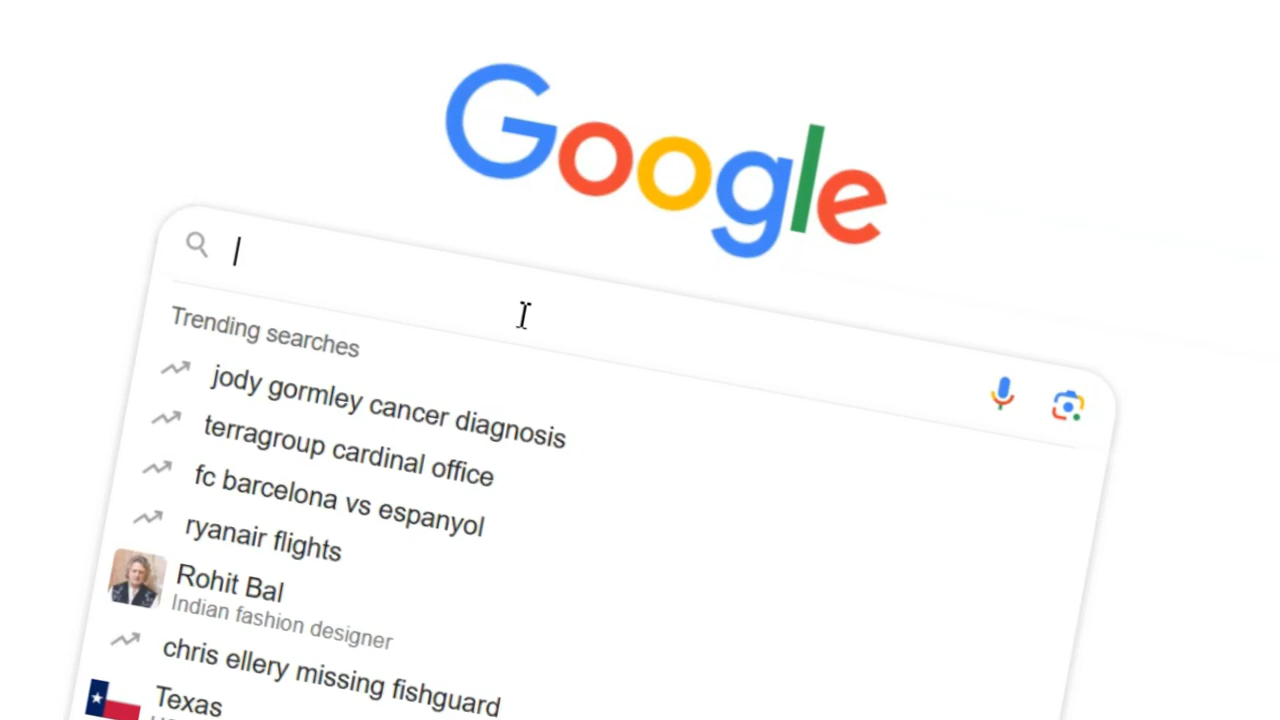 Google
Trending searches
jody gormley cancer diagnosis
terragroup cardinal office
fc barcelona vs espanyol
ryanair flights
Rohit Bal
Indian fashion designer
chris ellery missing fishguard
Texas